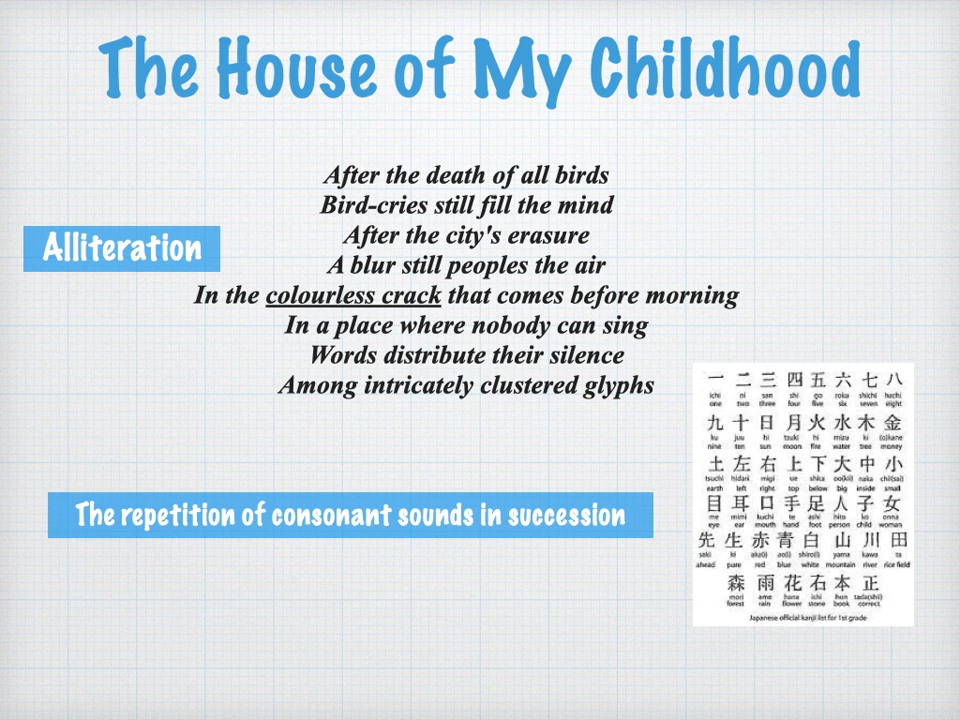 The House of My Childhood
After the death of all birds
Bird-cries still fill the mind
After the city's erasure
Alliteration
A blur still peoples the air
In the colourless crack that comes before morning
In a place where nobody can sing
Words distribute their silence
Among intricately clustered glyphs
一 二 三 四 五 六 七 八
ichi ni san shi go roku shichi hachi
one two three four five six seven eight
九 十 日 月 火 水 木 金
ku juu hi tsuki hi mizu ki (o)kane
nine ten sun moon fire water tree money
土 左 右 上 下 大 中 小
tsuchi hidari migi ue shita oo(ki) naka chii(sai)
earth left right top below big inside small
目 耳 口 手 足 人 子 女
me mimi kuchi te ashi hito ko onna
eye ear mouth hand foot person child woman
先 生 赤 青 白 山 川 田
saki ki aka(i) ao(i) shiro(i) yama kawa ta
ahead pure red blue white mountain river rice field
森 雨 花 石 本 正
mori ame hana ishi hon tada(shii)
forest rain flower stone book correct
Japanese official kanji list for 1st grade
The repetition of consonant sounds in succession